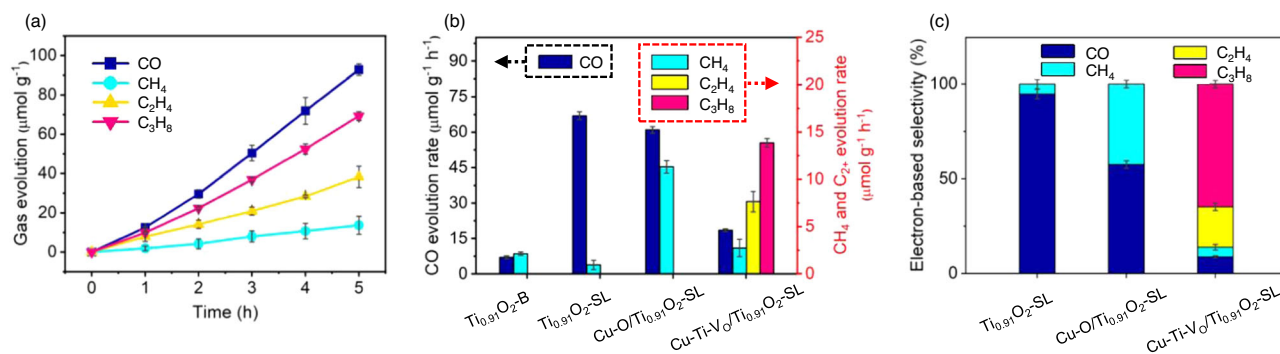 (a)
Gas evolution (μmol g⁻¹)
100
80
60
40
20
0
CO
CH₄
C₂H₄
C₃H₈
0 1 2 3 4 5
Time (h)
(b)
CO evolution rate (μmol g⁻¹ h⁻¹)
90
75
60
45
30
15
0
CO
CH₄
C₂H₄
C₃H₈
25
20
15
10
5
0
CH₄ and C₂₊ evolution rate
(μmol g⁻¹ h⁻¹)
Ti₀.₉₁O₂-B
Ti₀.₉₁O₂-SL
Cu-O/Ti₀.₉₁O₂-SL
Cu-Ti-V_O/Ti₀.₉₁O₂-SL
(c)
Electron-based selectivity (%)
100
50
0
CO
CH₄
C₂H₄
C₃H₈
Ti₀.₉₁O₂-SL
Cu-O/Ti₀.₉₁O₂-SL
Cu-Ti-V_O/Ti₀.₉₁O₂-SL